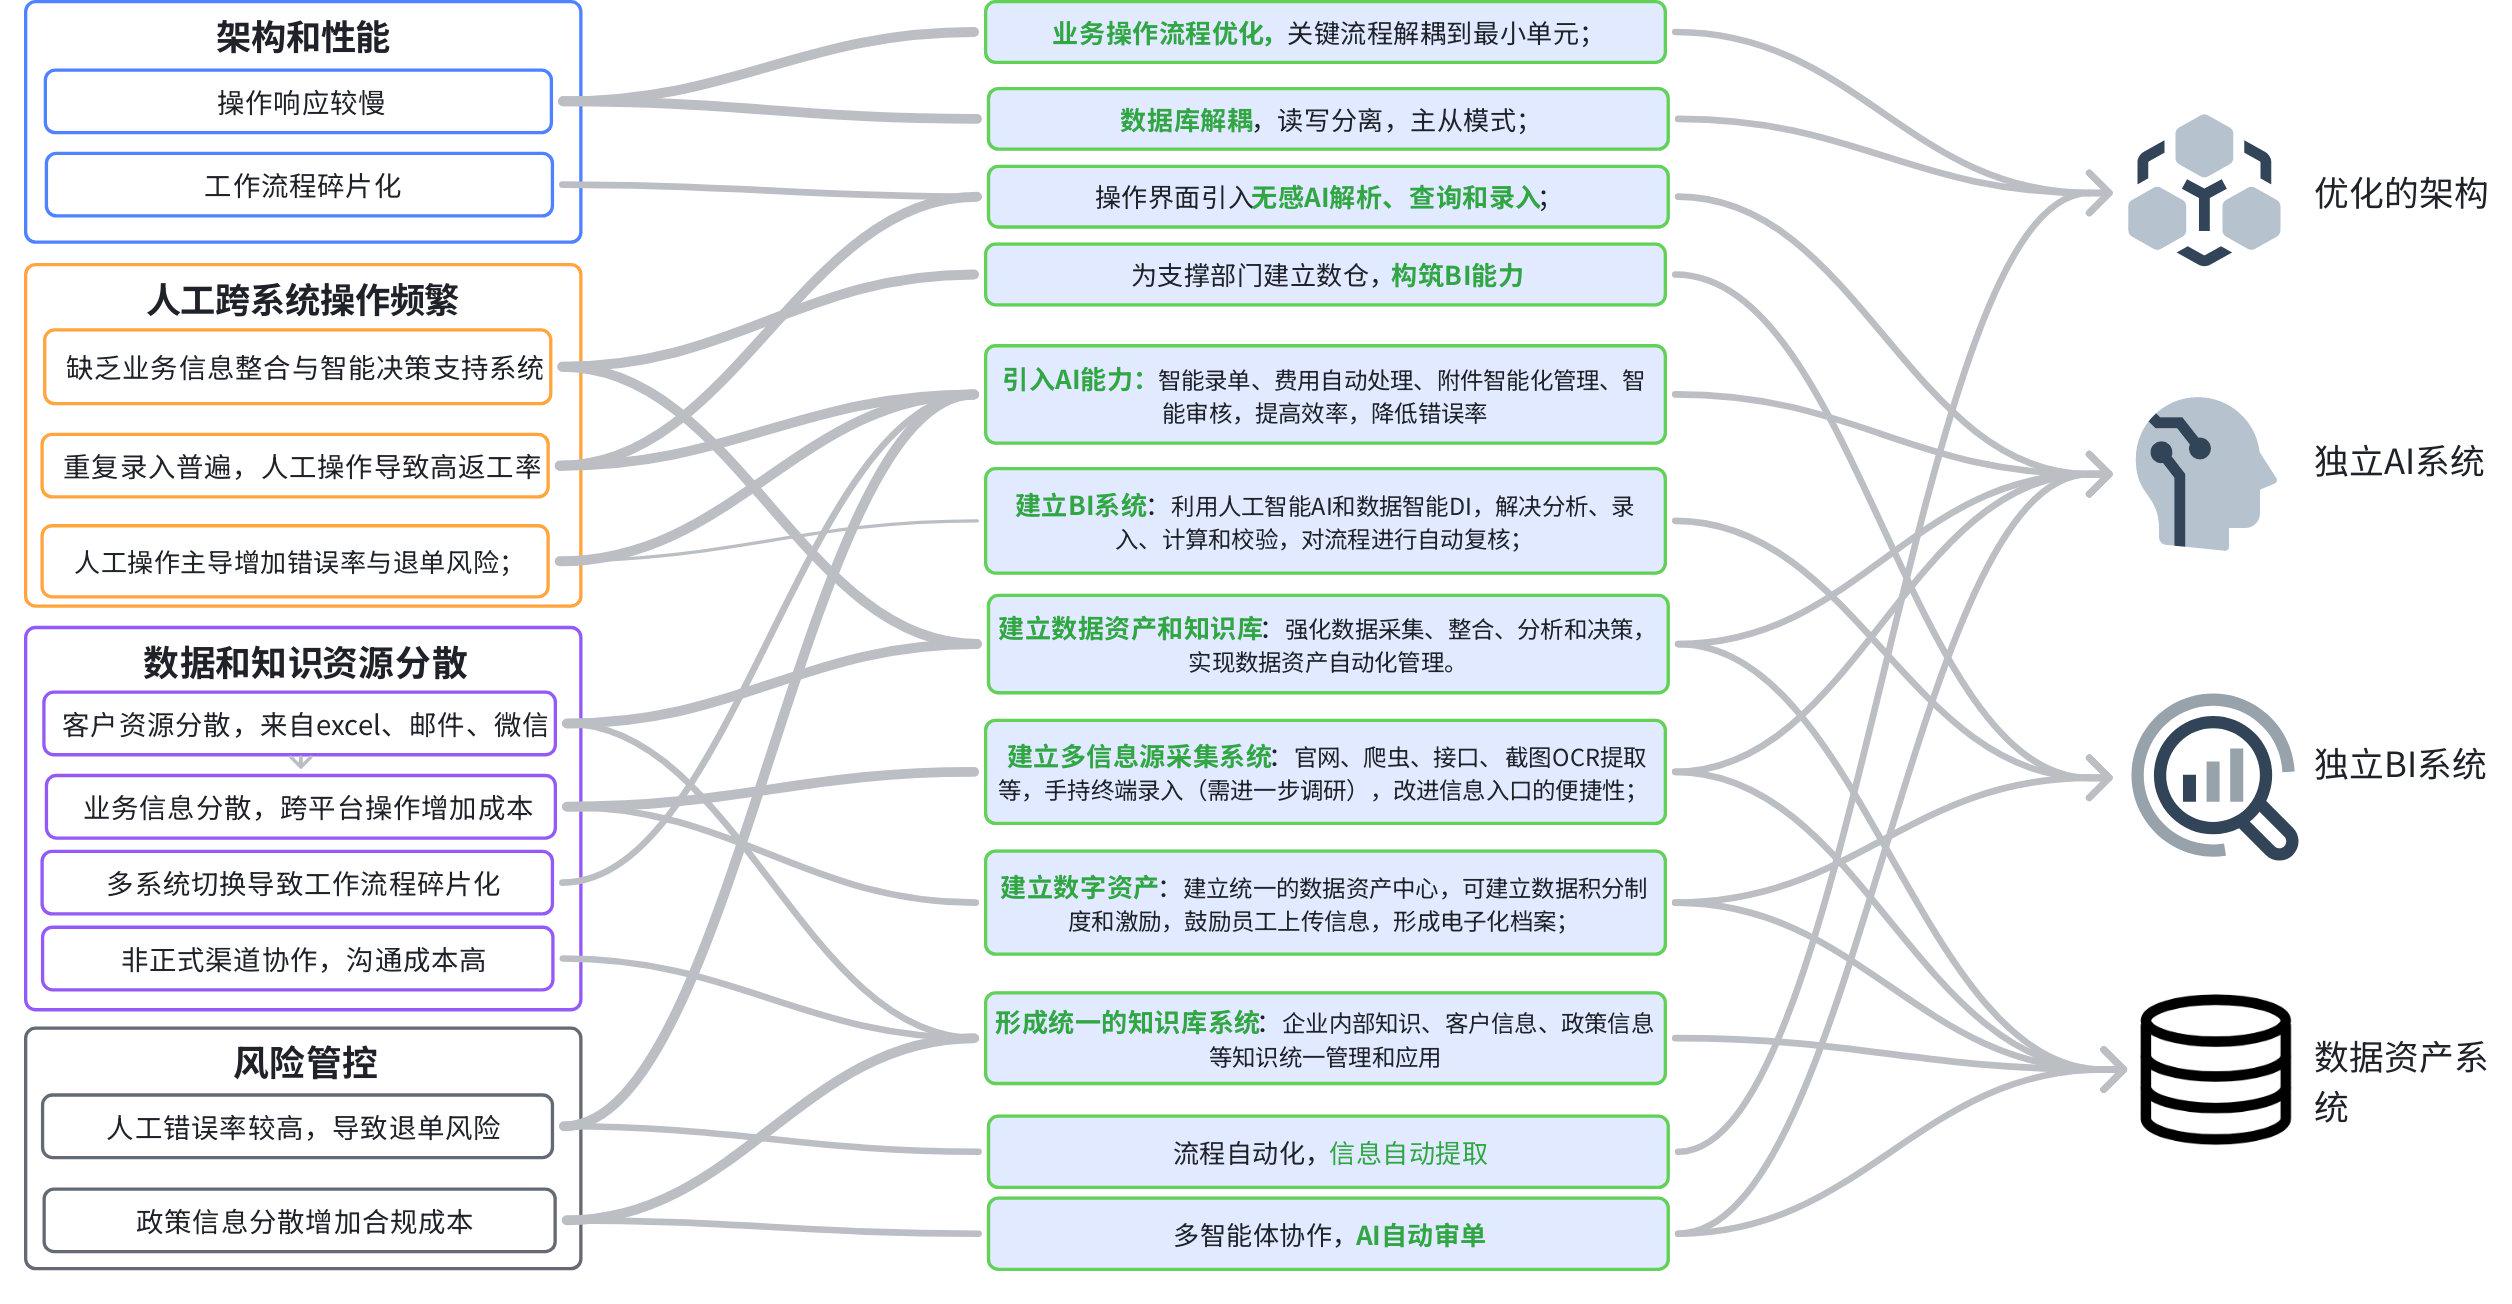 架构和性能
操作响应较慢
工作流程碎片化
人工跨系统操作频繁
缺乏业务信息整合与智能决策支持系统
重复录入普遍，人工操作导致高返工率
人工操作主导增加错误率与退单风险；
数据和知识资源分散
客户资源分散，来自excel、邮件、微信
业务信息分散，跨平台操作增加成本
多系统切换导致工作流程碎片化
非正式渠道协作，沟通成本高
风险管控
人工错误率较高，导致退单风险
政策信息分散增加合规成本
业务操作流程优化，关键流程解耦到最小单元；
数据库解耦，读写分离，主从模式；
操作界面引入无感AI解析、查询和录入；
为支撑部门建立数仓，构筑BI能力
引入AI能力：智能录单、费用自动处理、附件智能化管理、智
能审核，提高效率，降低错误率
建立BI系统：利用人工智能AI和数据智能DI，解决分析、录
入、计算和校验，对流程进行自动复核；
建立数据资产和知识库：强化数据采集、整合、分析和决策，
实现数据资产自动化管理。
建立多信息源采集系统：官网、爬虫、接口、截图OCR提取
等，手持终端录入（需进一步调研），改进信息入口的便捷性；
建立数字资产：建立统一的数据资产中心，可建立数据积分制
度和激励，鼓励员工上传信息，形成电子化档案；
形成统一的知识库系统：企业内部知识、客户信息、政策信息
等知识统一管理和应用
流程自动化，信息自动提取
多智能体协作，AI自动审单
优化的架构
独立AI系统
独立BI系统
数据资产系
统